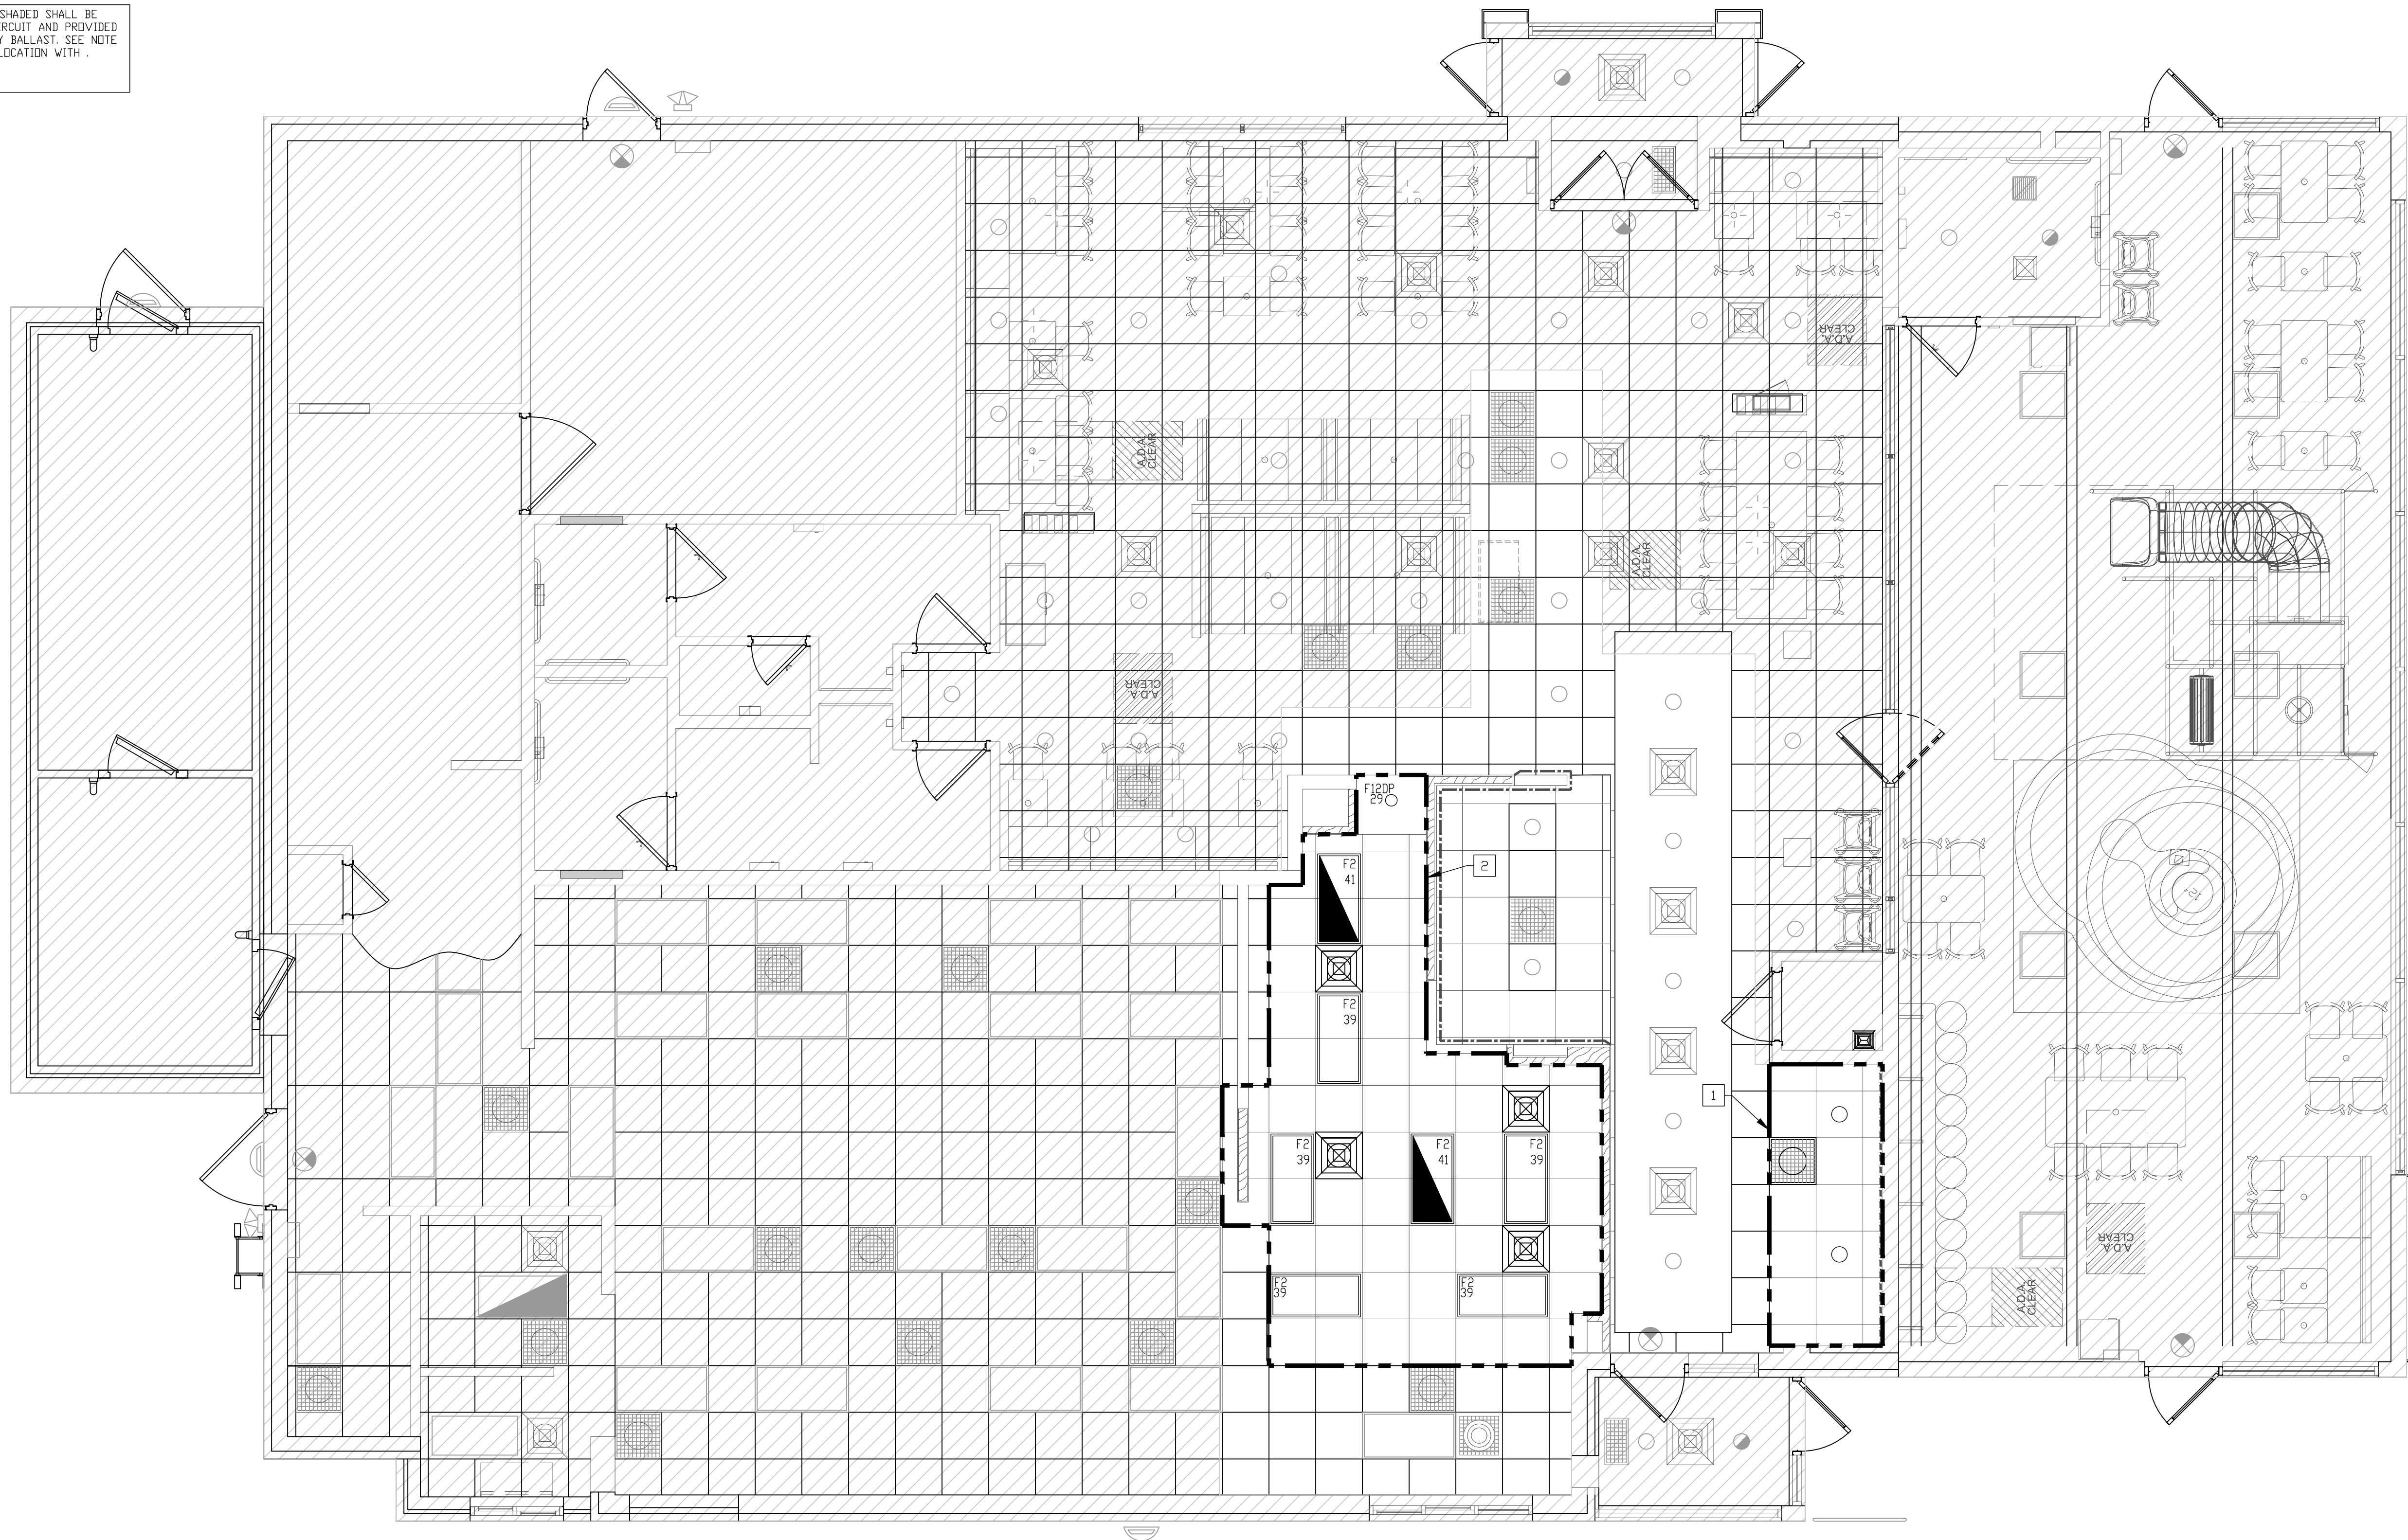 SHADED SHALL BE
CIRCUIT AND PROVIDED
Y BALLAST. SEE NOTE
LOCATION WITH .
A.D.A.
CLEAR
A.D.A.
CLEAR
A.D.A.
CLEAR
A.D.A.
CLEAR
F12DP
29
F2
41
2
F2
39
1
F2
39
F2
41
F2
39
F2
39
F2
39
A.D.A.
CLEAR
A.D.A.
CLEAR